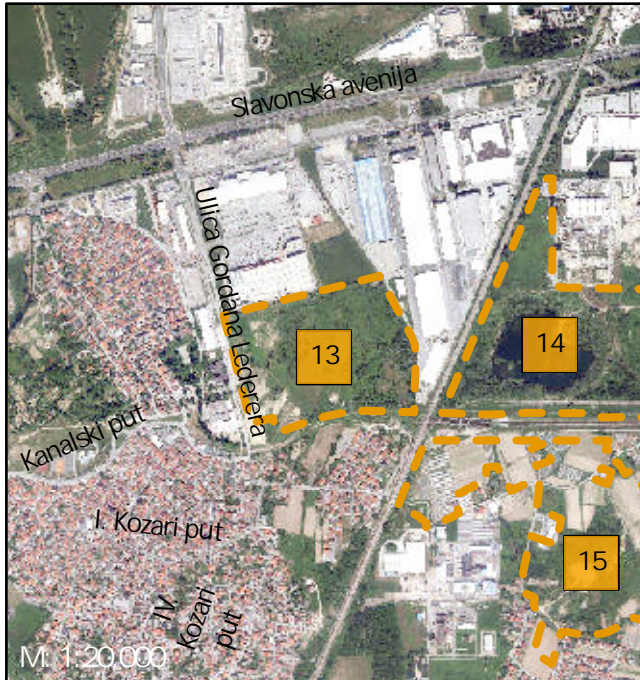 Slavonska avenija
Ulica Gordana Lederera
13
14
Kanalski put
I. Kozari put
15
IV.
Kozari
put
M: 1:20,000